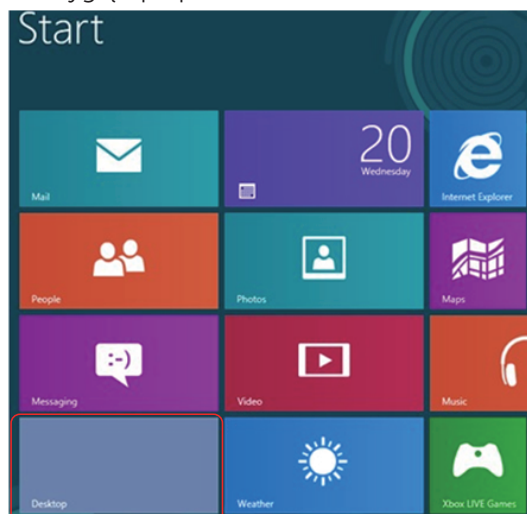 Start
20
Wednesday
Mail
Internet Explorer
People
Photos
Maps
:-)
Messaging
Video
Music
Desktop
Weather
Xbox LIVE Games